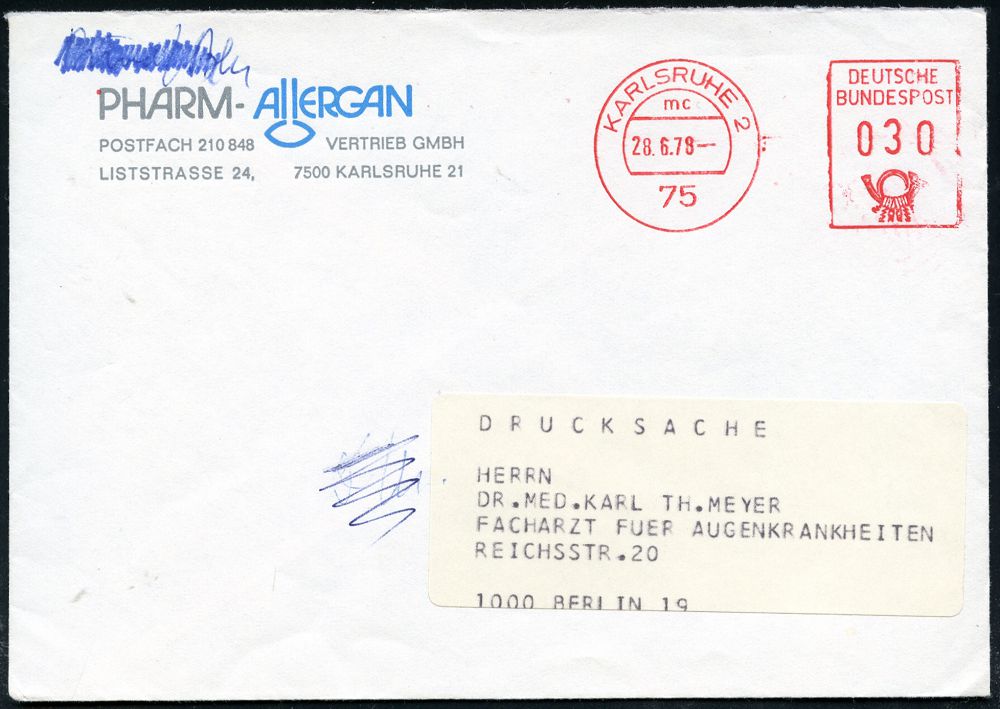 PHARM-AllERGAN
POSTFACH 210 848 VERTRIEB GMBH
LISTSTRASSE 24, 7500 KARLSRUHE 21
KARLSRUHE 2
mc
28.6.78
75
DEUTSCHE
BUNDESPOST
030
DRUCKSACHE
HERRN
DR.MED.KARL TH.MEYER
FACHARZT FUER AUGENKRANKHEITEN
REICHSSTR.20
1000 BERLIN 19